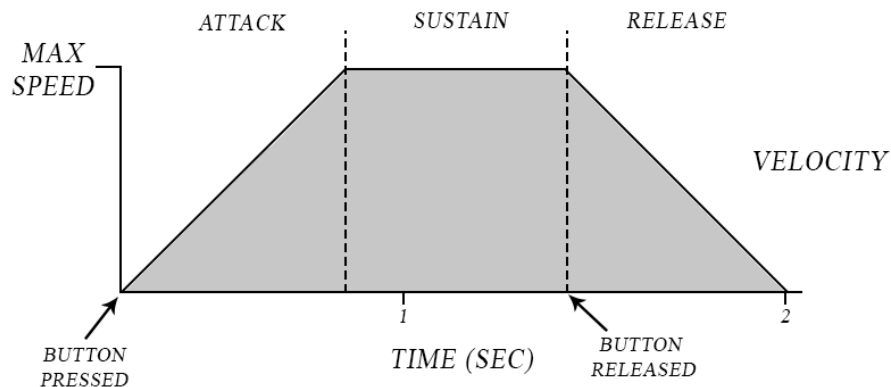 ATTACK
SUSTAIN
RELEASE
MAX
SPEED
VELOCITY
1
2
BUTTON
PRESSED
TIME (SEC)
BUTTON
RELEASED